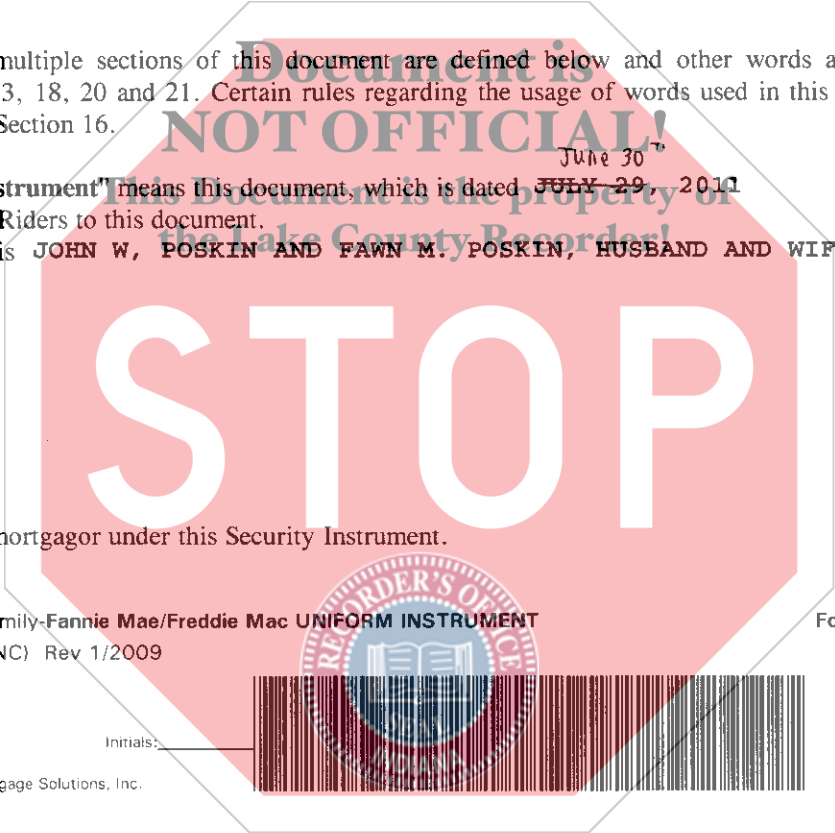 multiple sections of this document are defined below and other words a
3, 18, 20 and 21. Certain rules regarding the usage of words used in this
Section 16.
Document is
NOT OFFICIAL!
This Document is the property of
the Lake County Recorder!
June 30
strument" means this document, which is dated JULY 29, 2011
Riders to this document.
is JOHN W, POSKIN AND FAWN M. POSKIN, HUSBAND AND WIF
STOP
mortgagor under this Security Instrument.
mily-Fannie Mae/Freddie Mac UNIFORM INSTRUMENT
Fo
NC) Rev 1/2009
RECORDER'S OFFICE
SEAL
INDIANA
Initials:
gage Solutions, Inc.